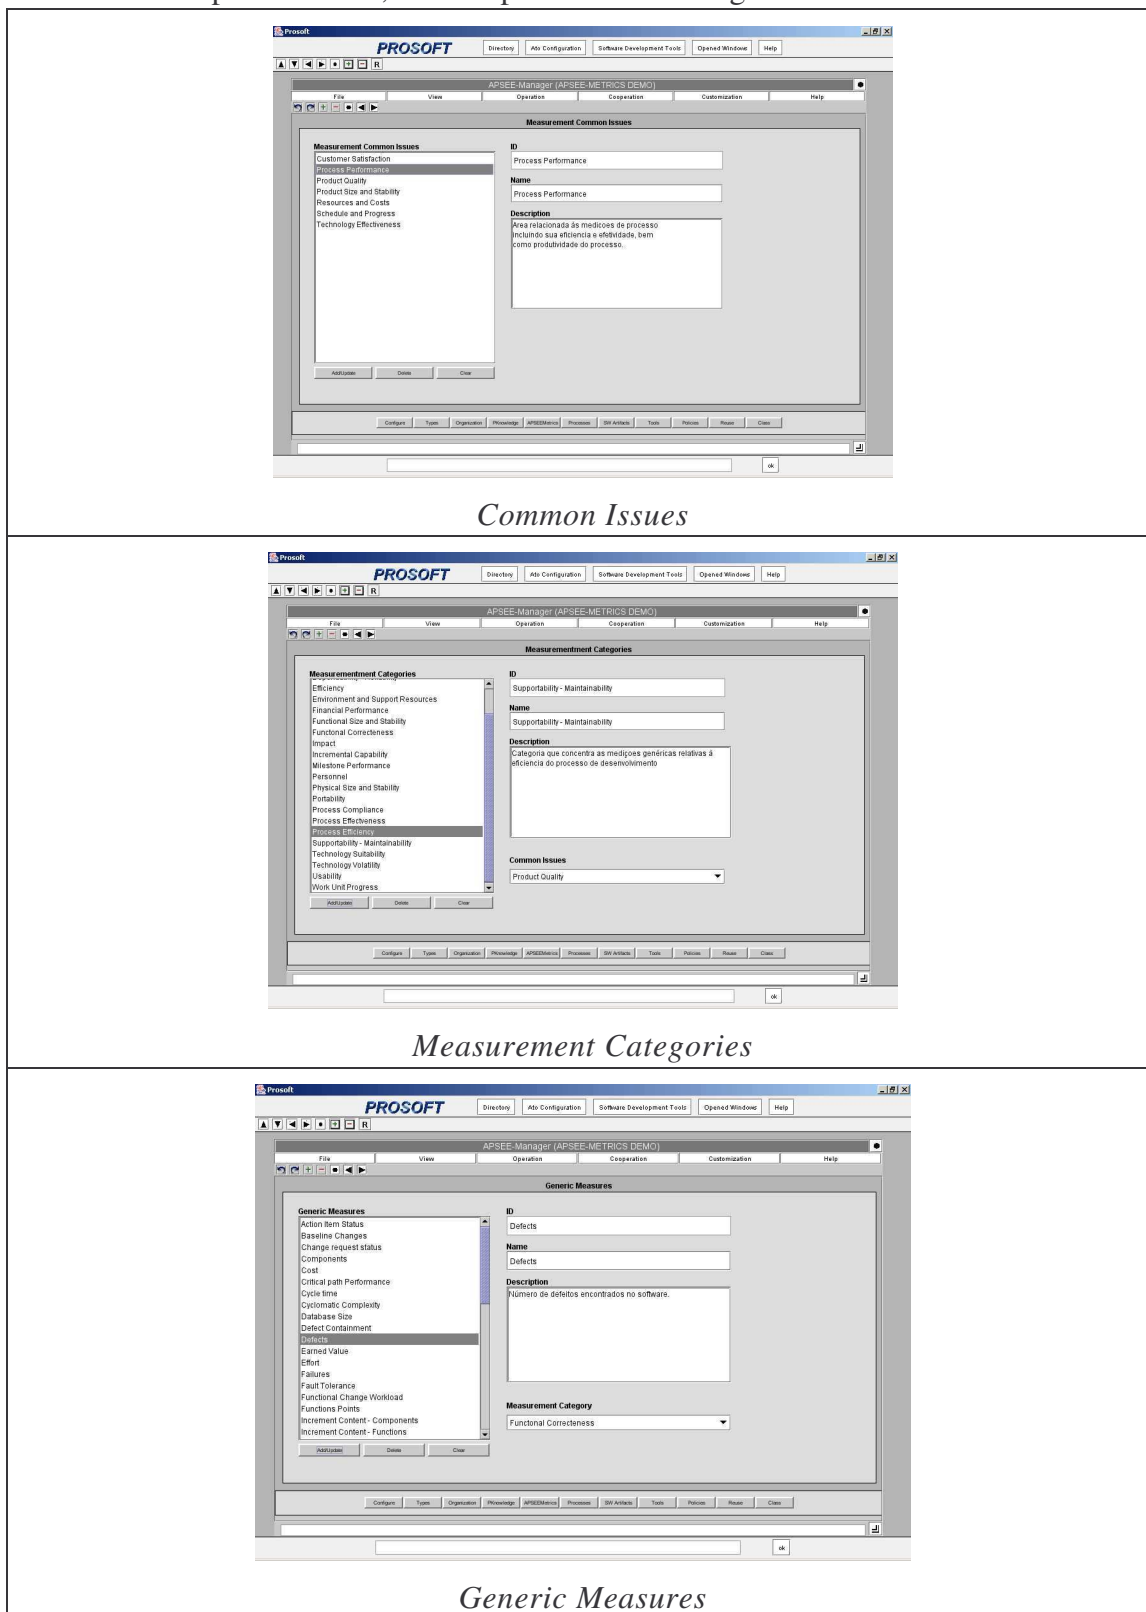 Prosoft
PROSOFT Directory Ato Configuration Software Development Tools Opened Windows Help
R
APSEE-Manager (APSEE-METRICS DEMO)
File View Operation Cooperation Customization Help
Measurement Common Issues
Measurement Common Issues
Customer Satisfaction
Process Performance
Product Quality
Product Size and Stability
Resources and Costs
Schedule and Progress
Technology Effectiveness
ID
Process Performance
Name
Process Performance
Description
Area relacionada ás medicoes de processo
incluindo sua eficiencia e efetividade, bem
como produtividade do processo.
Add/Update Delete Clear
Configure Types Organization PKnowledge APSEEMetrics Processes SW Artifacts Tools Policies Reuse Class
ok
Common Issues
Prosoft
PROSOFT Directory Ato Configuration Software Development Tools Opened Windows Help
R
APSEE-Manager (APSEE-METRICS DEMO)
File View Operation Cooperation Customization Help
Measurementment Categories
Measurementment Categories
Efficiency
Environment and Support Resources
Financial Performance
Functional Size and Stability
Functonal Correcteness
Impact
Incremental Capability
Milestone Performance
Personnel
Physical Size and Stability
Portability
Process Compliance
Process Effectveness
Process Efficiency
Supportability - Maintainability
Technology Suitability
Technology Volatility
Usability
Work Unit Progress
ID
Supportability - Maintainability
Name
Supportability - Maintainability
Description
Categoria que concentra as medições genéricas relativas á
eficiencia do processo de desenvolvimento
Common Issues
Product Quality
Add/Update Delete Clear
Configure Types Organization PKnowledge APSEEMetrics Processes SW Artifacts Tools Policies Reuse Class
ok
Measurement Categories
Prosoft
PROSOFT Directory Ato Configuration Software Development Tools Opened Windows Help
R
APSEE-Manager (APSEE-METRICS DEMO)
File View Operation Cooperation Customization Help
Generic Measures
Generic Measures
Action Item Status
Baseline Changes
Change request status
Components
Cost
Critical path Performance
Cycle time
Cyclomatic Complexity
Database Size
Defect Containment
Defects
Earned Value
Effort
Failures
Fault Tolerance
Functional Change Workload
Functions Points
Increment Content - Components
Increment Content - Functions
ID
Defects
Name
Defects
Description
Número de defeitos encontrados no software.
Measurement Category
Functonal Correcteness
Add/Update Delete Clear
Configure Types Organization PKnowledge APSEEMetrics Processes SW Artifacts Tools Policies Reuse Class
ok
Generic Measures